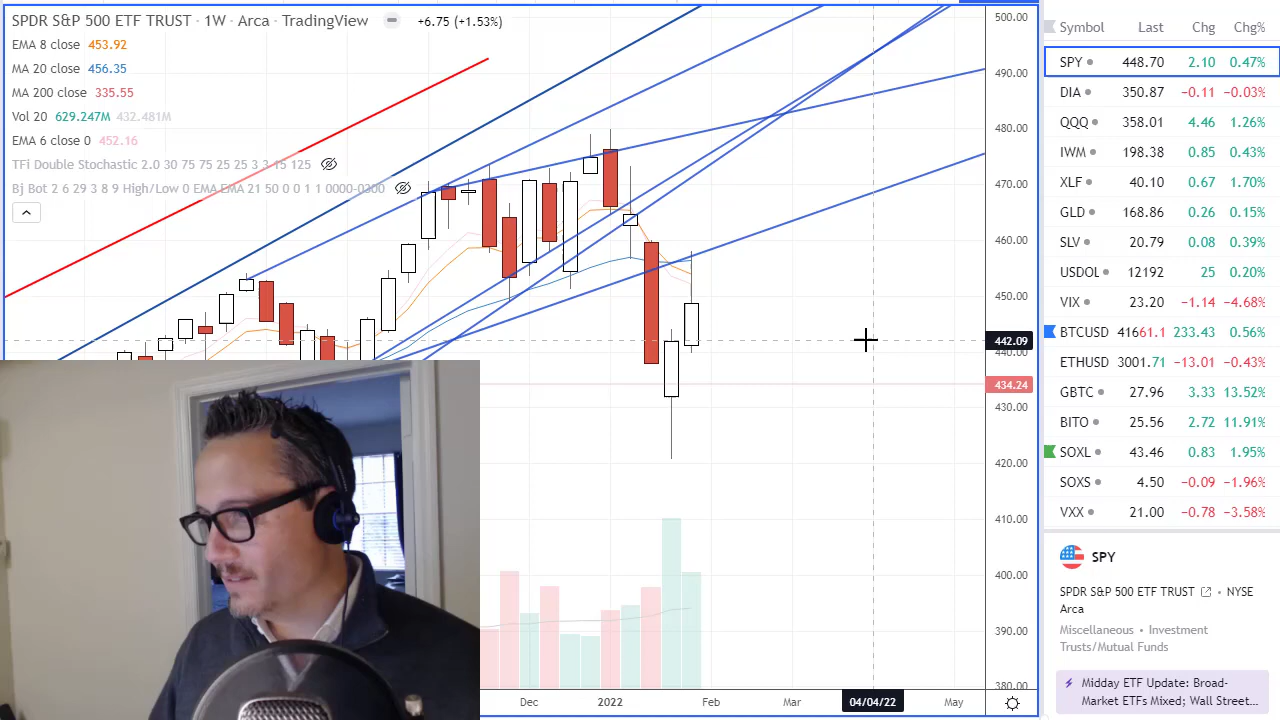 SPDR S&P 500 ETF TRUST · 1W · Arca · TradingView +6.75 (+1.53%)
EMA 8 close 453.92
MA 20 close 456.35
MA 200 close 335.55
Vol 20 629.247M 432.481M
EMA 6 close 0 452.16
TFi Double Stochastic 2.0 30 75 75 25 25 3 3 15 125
Bj Bot 2 6 29 3 8 9 High/Low 0 EMA EMA 21 50 0 0 1 1 0000-0300
500.00
490.00
480.00
470.00
460.00
450.00
442.09
440.00
434.24
430.00
420.00
410.00
400.00
390.00
380.00
Dec 2022 Feb Mar 04/04/22 May
Symbol Last Chg Chg%
SPY 448.70 2.10 0.47%
DIA 350.87 −0.11 −0.03%
QQQ 358.01 4.46 1.26%
IWM 198.38 0.85 0.43%
XLF 40.10 0.67 1.70%
GLD 168.86 0.26 0.15%
SLV 20.79 0.08 0.39%
USDOL 12192 25 0.20%
VIX 23.20 −1.14 −4.68%
BTCUSD 41661.1 233.43 0.56%
ETHUSD 3001.71 −13.01 −0.43%
GBTC 27.96 3.33 13.52%
BITO 25.56 2.72 11.91%
SOXL 43.46 0.83 1.95%
SOXS 4.50 −0.09 −1.96%
VXX 21.00 −0.78 −3.58%
SPY
SPDR S&P 500 ETF TRUST • NYSE
Arca
Miscellaneous • Investment
Trusts/Mutual Funds
Midday ETF Update: Broad-
Market ETFs Mixed; Wall Street...